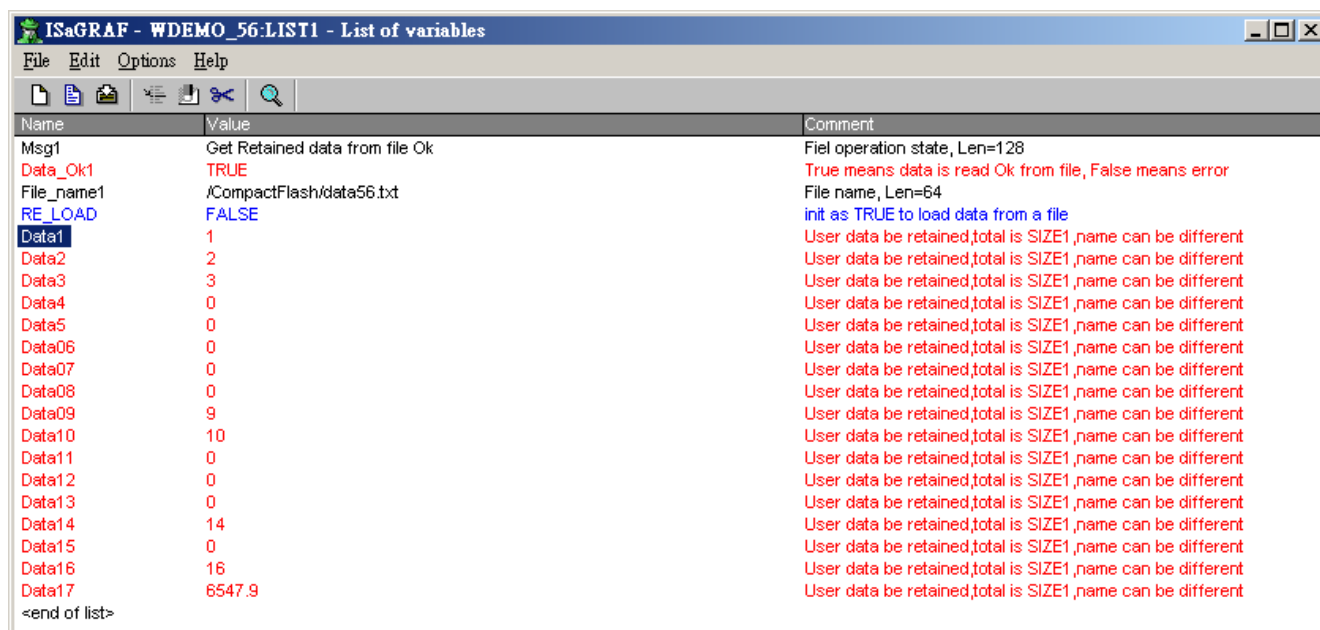 ISaGRAF - WDEMO_56:LIST1 - List of variables
File Edit Options Help
Name Value Comment
Msg1 Get Retained data from file Ok Fiel operation state, Len=128
Data_Ok1 TRUE True means data is read Ok from file, False means error
File_name1 /CompactFlash/data56.txt File name, Len=64
RE_LOAD FALSE init as TRUE to load data from a file
Data1 1 User data be retained,total is SIZE1,name can be different
Data2 2 User data be retained,total is SIZE1,name can be different
Data3 3 User data be retained,total is SIZE1,name can be different
Data4 0 User data be retained,total is SIZE1,name can be different
Data5 0 User data be retained,total is SIZE1,name can be different
Data06 0 User data be retained,total is SIZE1,name can be different
Data07 0 User data be retained,total is SIZE1,name can be different
Data08 0 User data be retained,total is SIZE1,name can be different
Data09 9 User data be retained,total is SIZE1,name can be different
Data10 10 User data be retained,total is SIZE1,name can be different
Data11 0 User data be retained,total is SIZE1,name can be different
Data12 0 User data be retained,total is SIZE1,name can be different
Data13 0 User data be retained,total is SIZE1,name can be different
Data14 14 User data be retained,total is SIZE1,name can be different
Data15 0 User data be retained,total is SIZE1,name can be different
Data16 16 User data be retained,total is SIZE1,name can be different
Data17 6547.9 User data be retained,total is SIZE1,name can be different
<end of list>